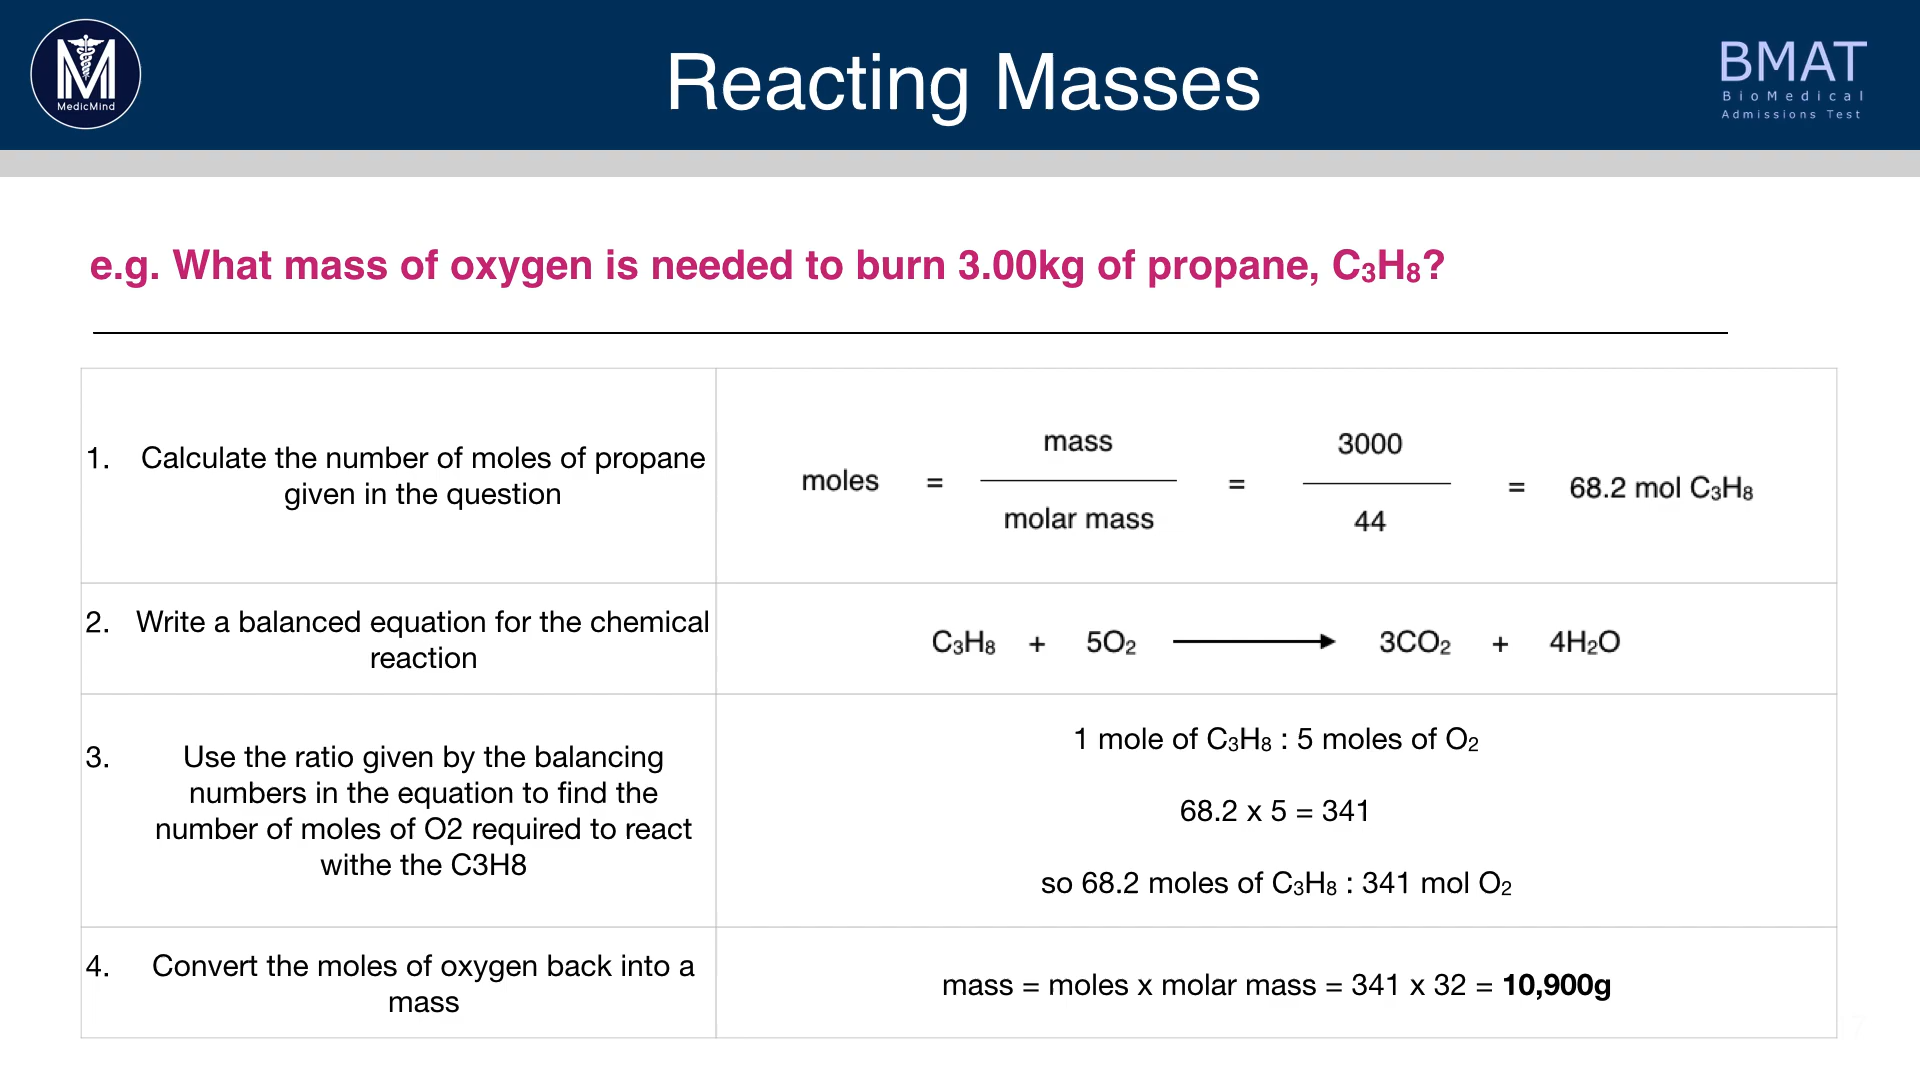 MedicMind
Reacting Masses
BMAT
BioMedical
Admissions Test
e.g. What mass of oxygen is needed to burn 3.00kg of propane, C₃H₈?
1. Calculate the number of moles of propane
given in the question
moles = mass / molar mass = 3000 / 44 = 68.2 mol C₃H₈
2. Write a balanced equation for the chemical
reaction
C₃H₈ + 5O₂ ⟶ 3CO₂ + 4H₂O
3. Use the ratio given by the balancing
numbers in the equation to find the
number of moles of O2 required to react
withe the C3H8
1 mole of C₃H₈ : 5 moles of O₂
68.2 x 5 = 341
so 68.2 moles of C₃H₈ : 341 mol O₂
4. Convert the moles of oxygen back into a
mass
mass = moles x molar mass = 341 x 32 = 10,900g